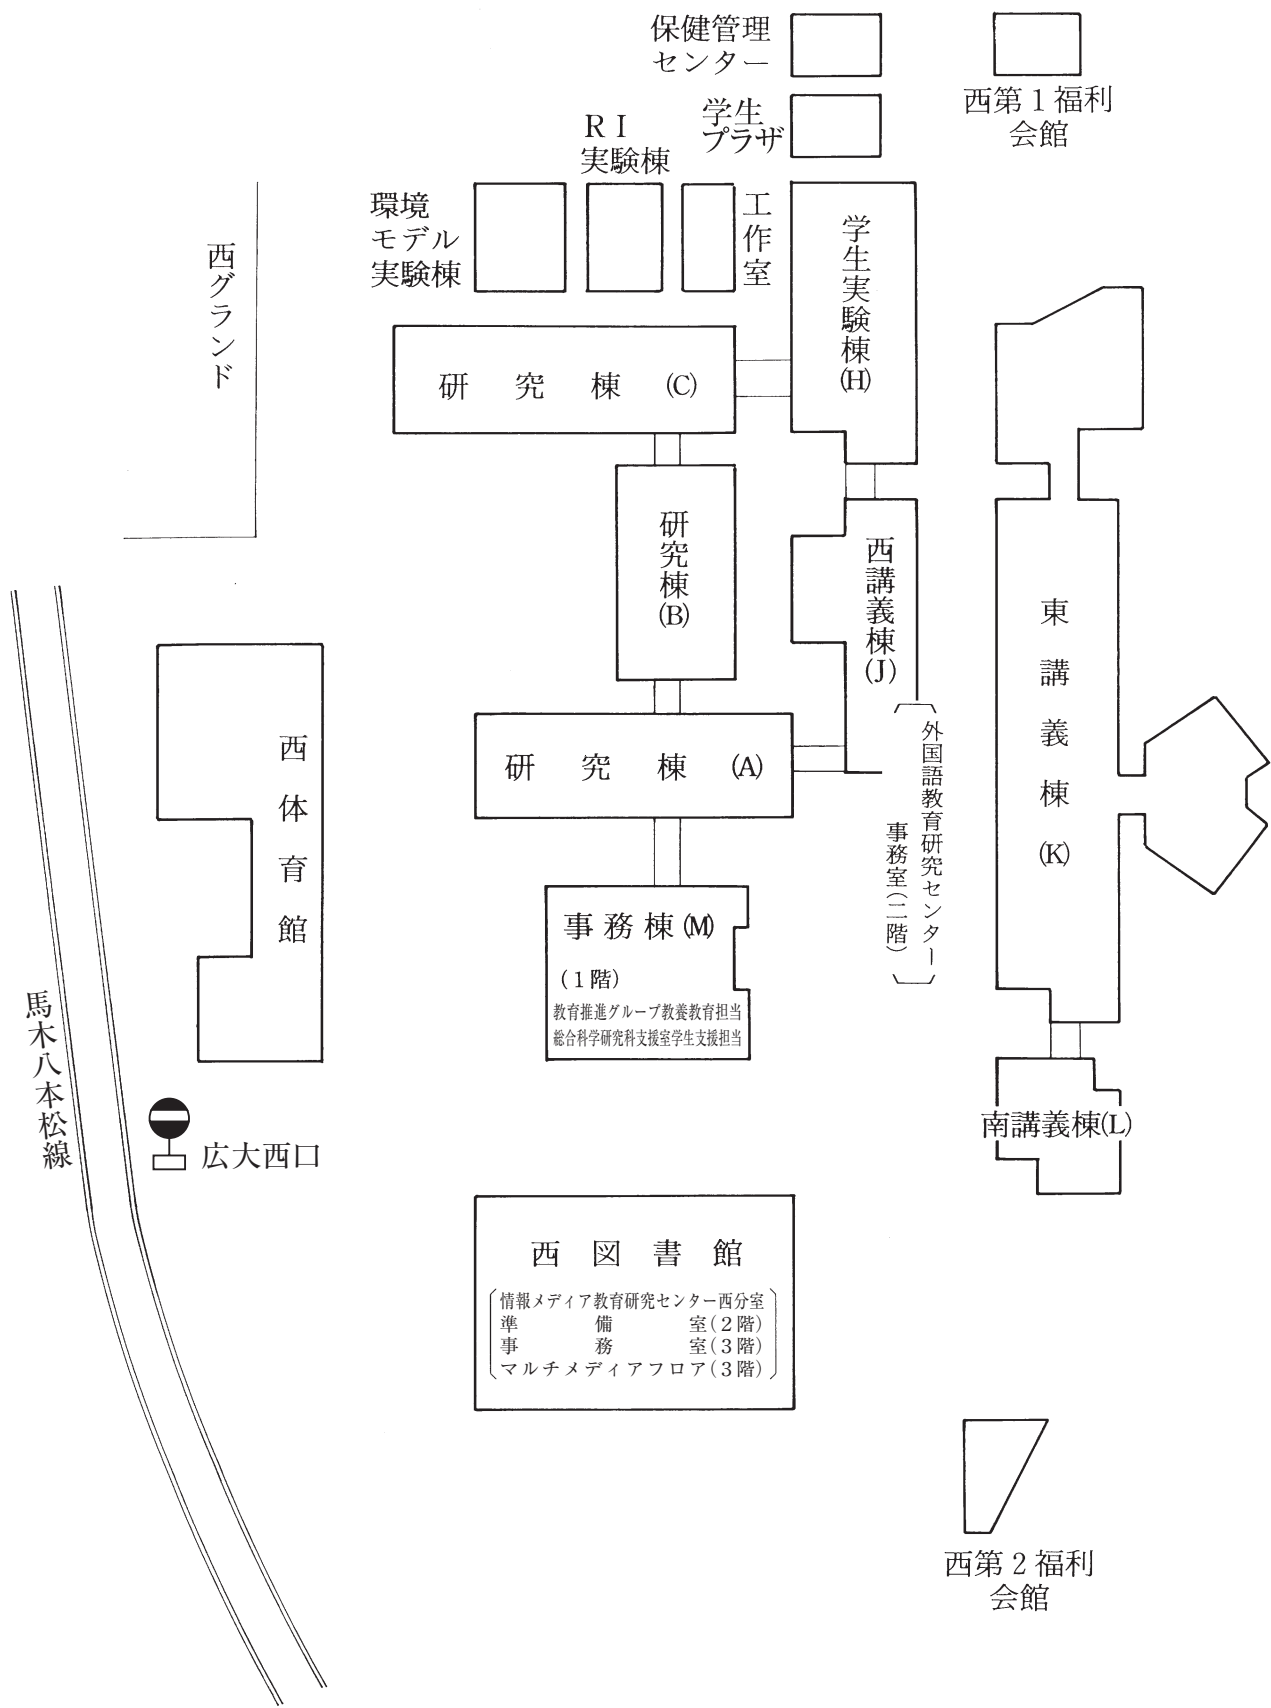 保健管理
センター
西第1福利
会館
学生
プラザ
RI
実験棟
環境
モデル
実験棟
工作室
学生実験棟(H)
西グランド
研究棟(C)
研究棟(B)
西講義棟(J)
東講義棟(K)
外国語教育研究センター
事務室(二階)
研究棟(A)
西体育館
事務棟(M)
(1階)
教育推進グループ教養教育担当
総合科学研究科支援室学生支援担当
馬木八本松線
広大西口
南講義棟(L)
西図書館
情報メディア教育研究センター西分室
準備室(2階)
事務室(3階)
マルチメディアフロア(3階)
西第2福利
会館